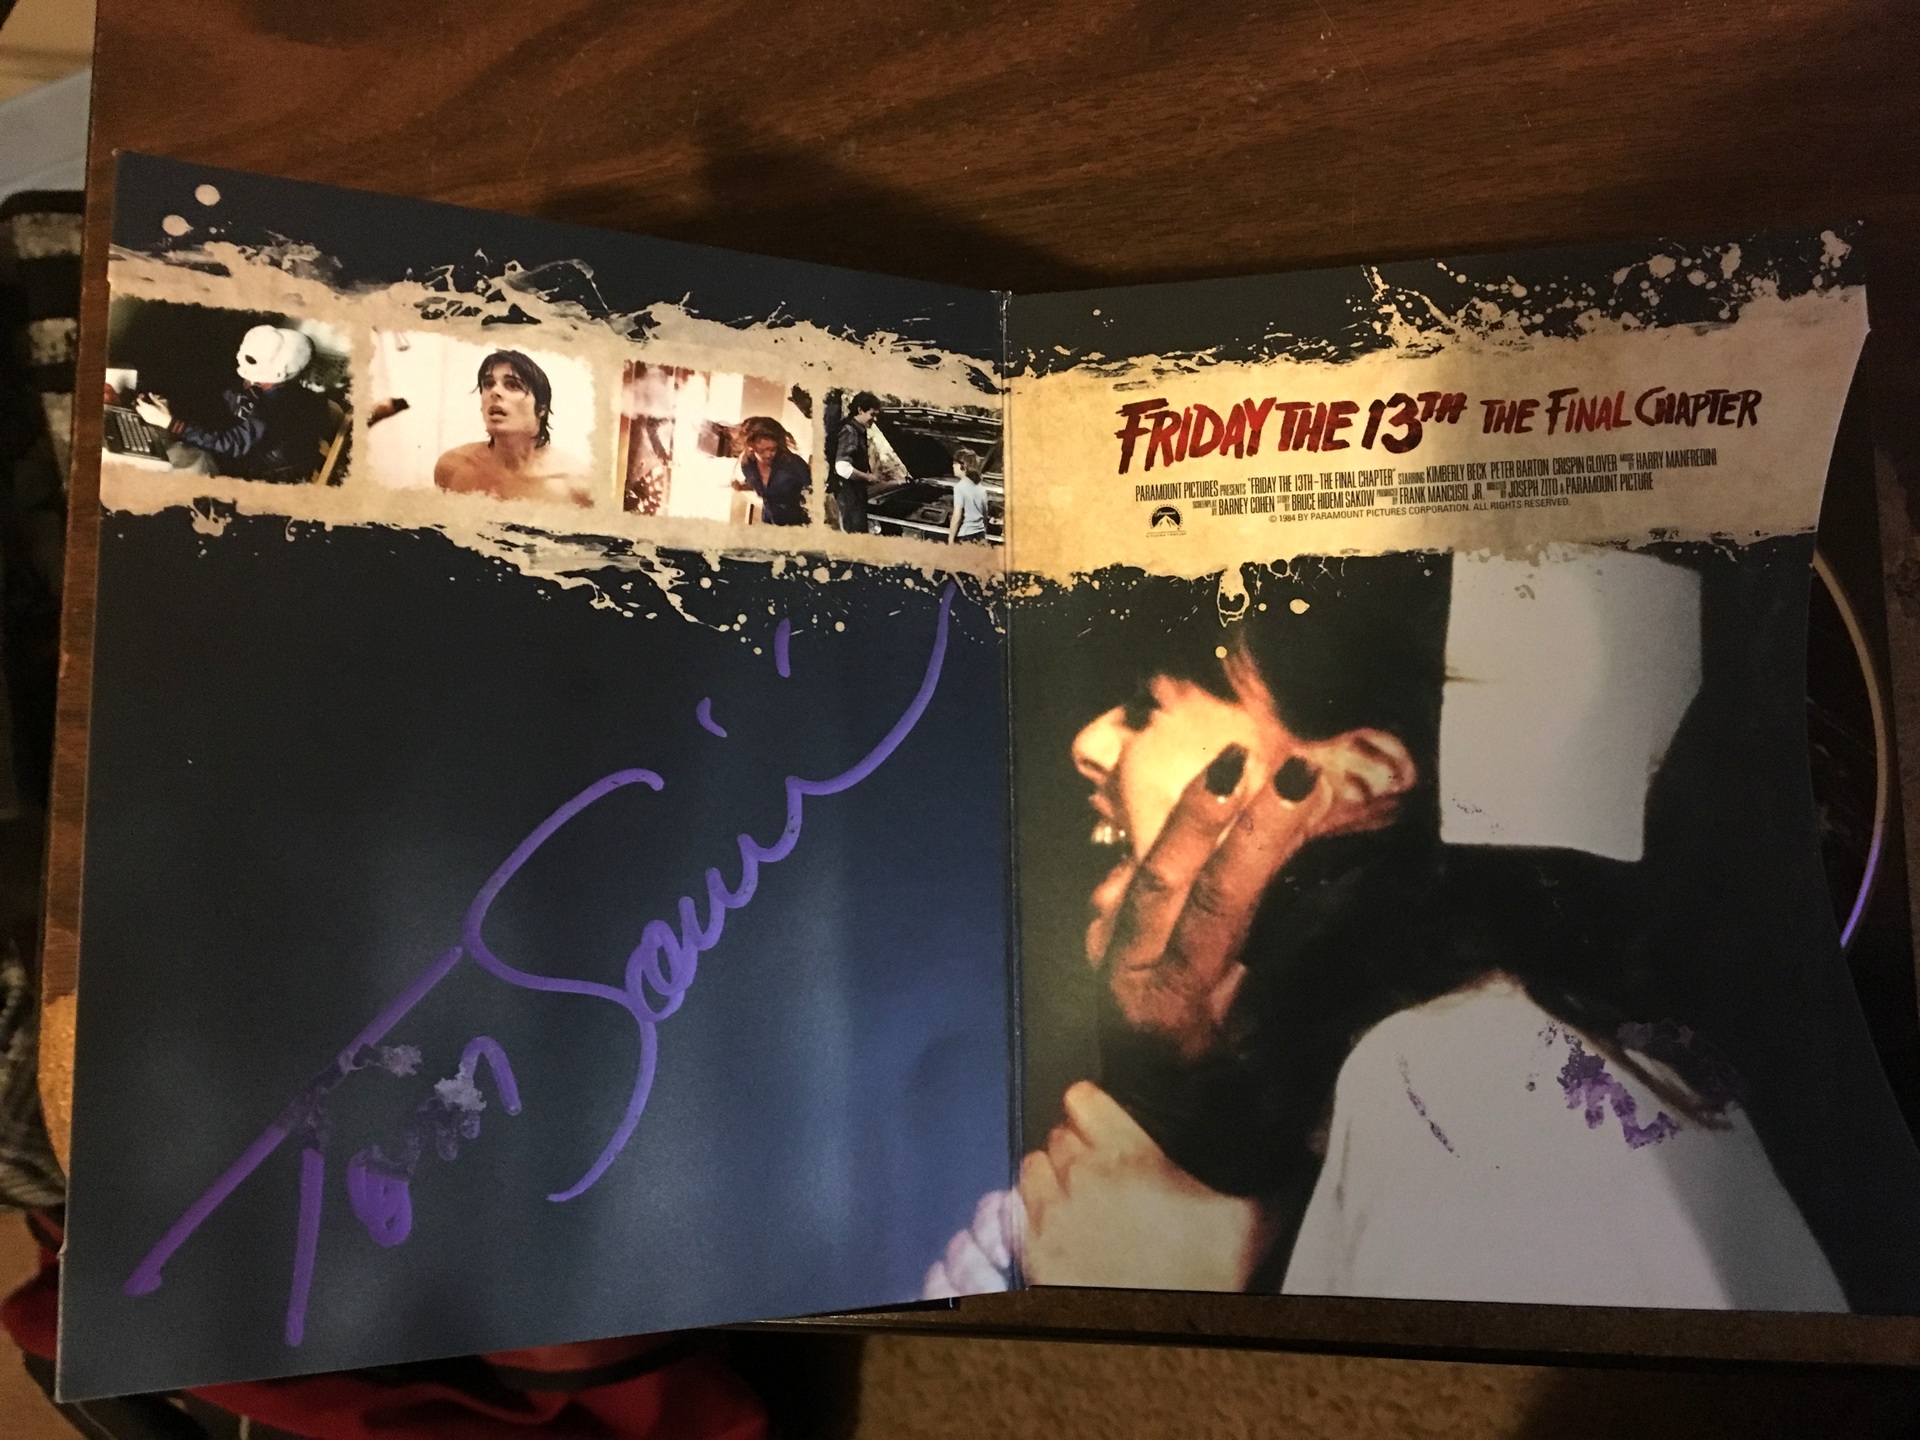 FRIDAY THE 13TH THE FINAL CHAPTER
PARAMOUNT PICTURES PRESENTS "FRIDAY THE 13TH - THE FINAL CHAPTER" STARRING KIMBERLY BECK PETER BARTON CRISPIN GLOVER MUSIC BY HARRY MANFREDINI
SCREENPLAY BY BARNEY COHEN STORY BY BRUCE HIDEMI SAKOW PRODUCED BY FRANK MANCUSO, JR. DIRECTED BY JOSEPH ZITO A PARAMOUNT PICTURE
© 1984 BY PARAMOUNT PICTURES CORPORATION. ALL RIGHTS RESERVED.
Tom Savini